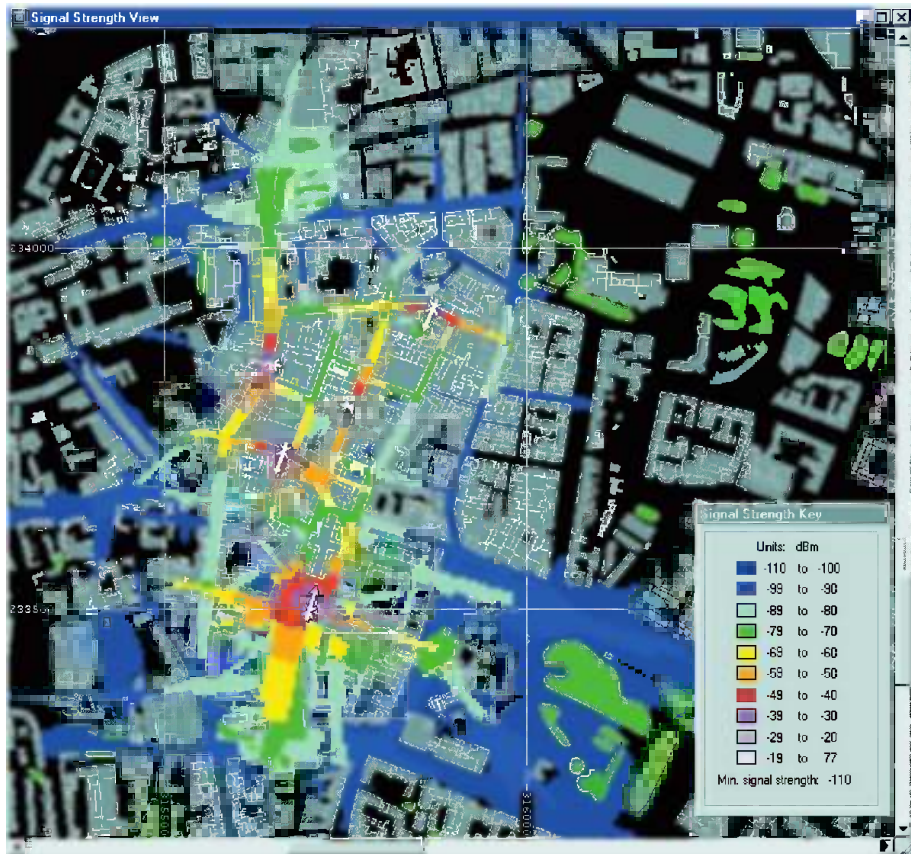 Signal Strength View
234000
Signal Strength Key
Units: dBm
-110 to -100
-99 to -90
-89 to -80
-79 to -70
-69 to -60
-59 to -50
-49 to -40
-39 to -30
-29 to -20
-19 to 77
Min. signal strength: -110